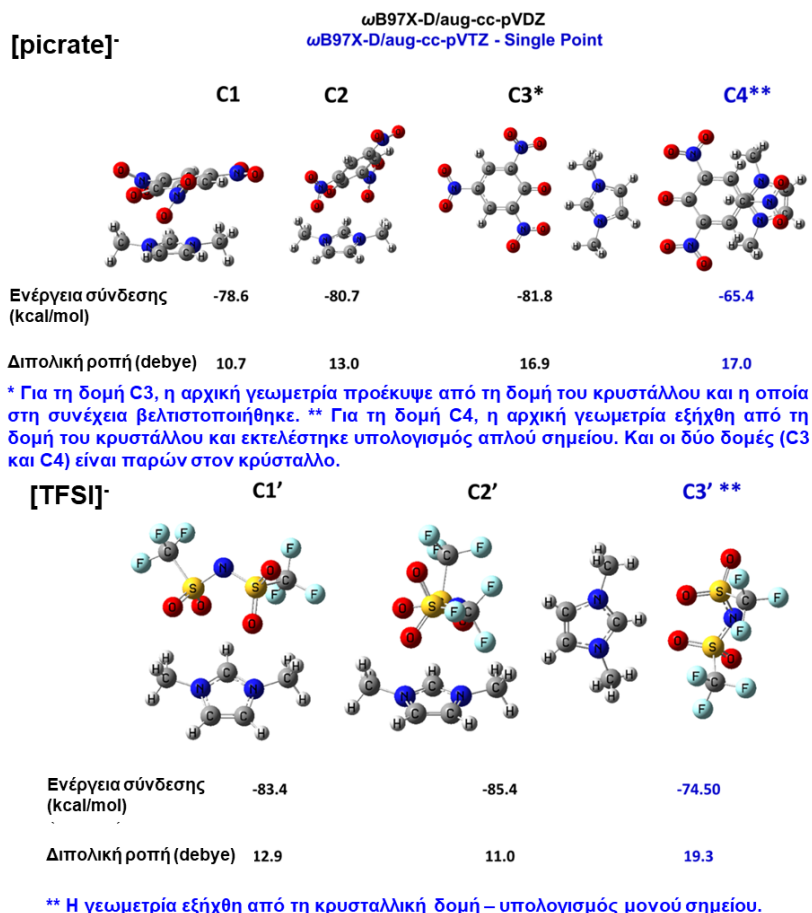 ωB97X-D/aug-cc-pVDZ
[picrate]-
ωB97X-D/aug-cc-pVTZ - Single Point
C1 C2 C3* C4**
Ενέργεια σύνδεσης -78.6 -80.7 -81.8 -65.4
(kcal/mol)
Διπολική ροπή (debye) 10.7 13.0 16.9 17.0
* Για τη δομή C3, η αρχική γεωμετρία προέκυψε από τη δομή του κρυστάλλου και η οποία
στη συνέχεια βελτιστοποιήθηκε. ** Για τη δομή C4, η αρχική γεωμετρία εξήχθη από τη
δομή του κρυστάλλου και εκτελέστηκε υπολογισμός απλού σημείου. Και οι δύο δομές (C3
και C4) είναι παρών στον κρύσταλλο.
[TFSI]- C1’ C2’ C3’ **
Ενέργεια σύνδεσης -83.4 -85.4 -74.50
(kcal/mol)
Διπολική ροπή (debye) 12.9 11.0 19.3
** Η γεωμετρία εξήχθη από τη κρυσταλλική δομή – υπολογισμός μονού σημείου.